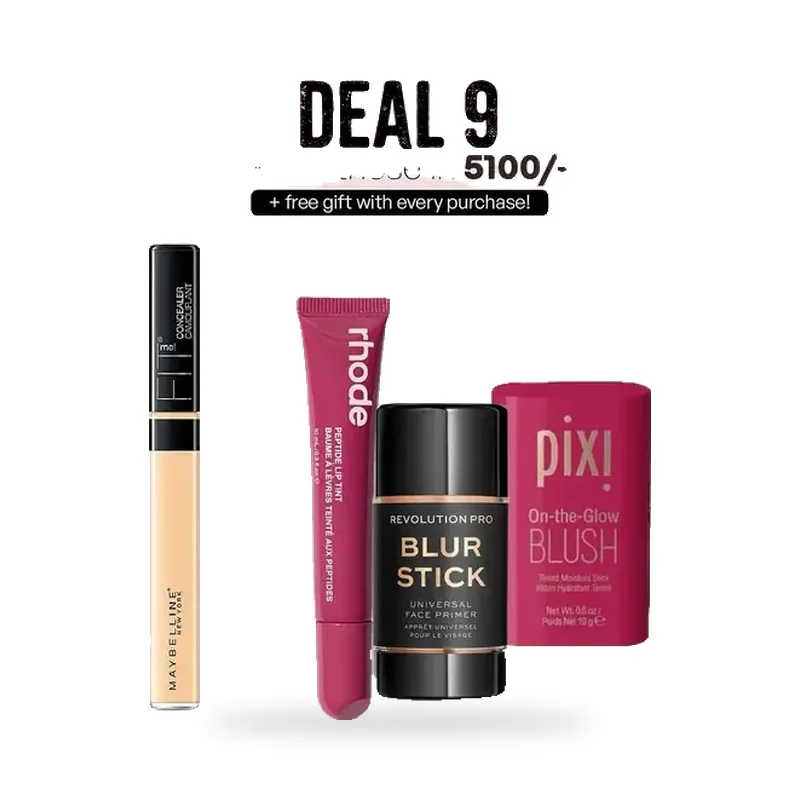 DEAL 9
5100/-
+ free gift with every purchase!
FIT me!
CONCEALER
CAMOUFLANT
MAYBELLINE
NEW YORK
rhode
PEPTIDE LIP TINT
BAUME À LÈVRES TEINTÉ AUX PEPTIDES
REVOLUTION PRO
BLUR
STICK
UNIVERSAL
FACE PRIMER
APPRÊT UNIVERSEL
POUR LE VISAGE
pixi
On-the-Glow
BLUSH
Tinted Moisture Stick
Net Wt. 0.6 oz/
Poids Net 19 g e